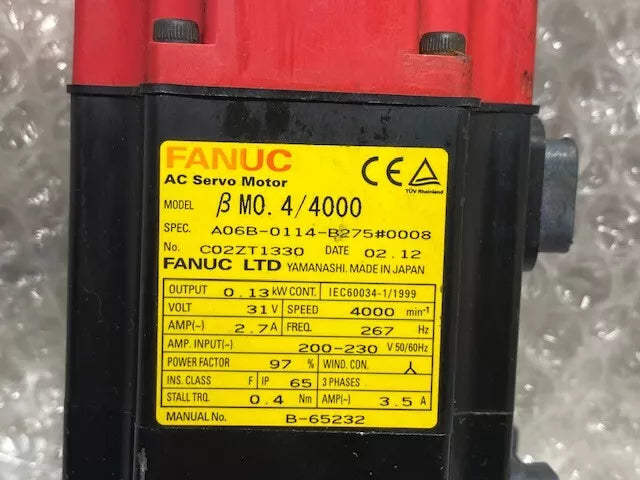 FANUC
CE TÜV Rheinland
AC Servo Motor
MODEL β M0.4/4000
SPEC. A06B-0114-B275#0008
No. C02ZT1330 DATE 02.12
FANUC LTD YAMANASHI, MADE IN JAPAN
OUTPUT 0.13 kW CONT. IEC60034-1/1999
VOLT 31 V SPEED 4000 min⁻¹
AMP(~) 2.7 A FREQ. 267 Hz
AMP. INPUT(~) 200-230 V 50/60Hz
POWER FACTOR 97 % WIND. CON. ⅄
INS. CLASS F IP 65 3 PHASES
STALL TRQ. 0.4 Nm AMP(~) 3.5 A
MANUAL No. B-65232